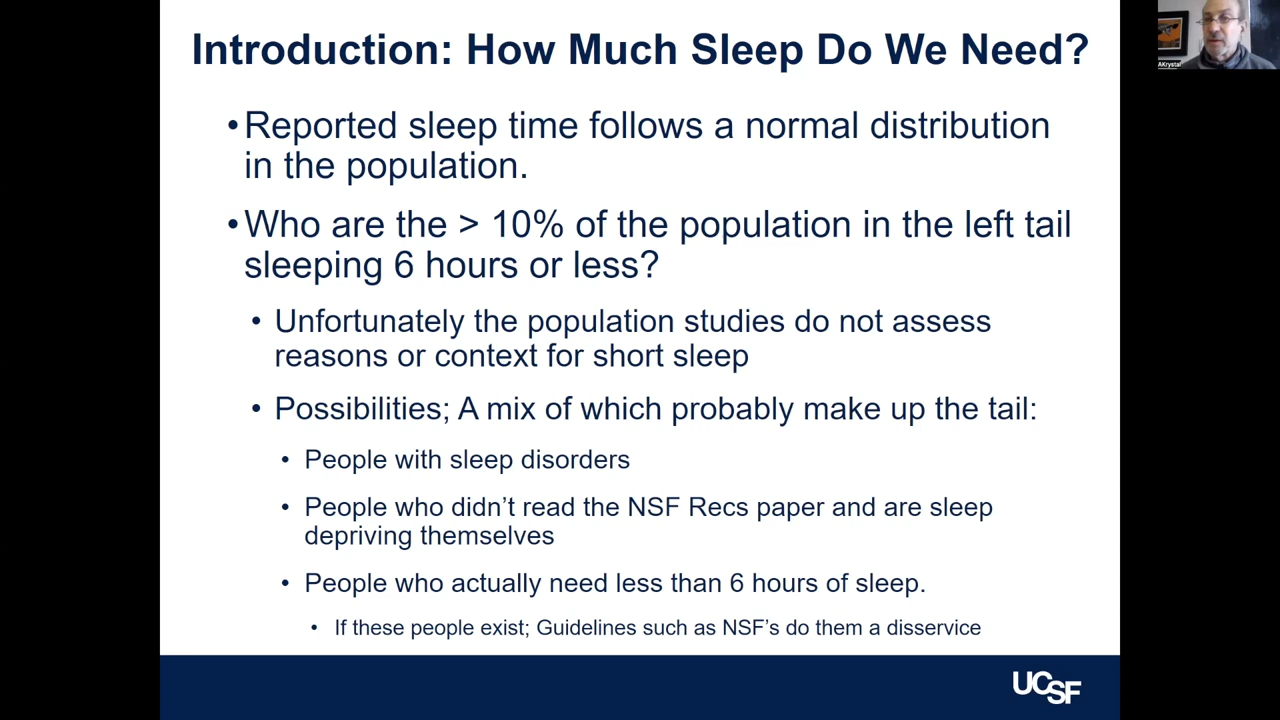 Introduction: How Much Sleep Do We Need?
•Reported sleep time follows a normal distribution
in the population.
•Who are the > 10% of the population in the left tail
sleeping 6 hours or less?
• Unfortunately the population studies do not assess
reasons or context for short sleep
• Possibilities; A mix of which probably make up the tail:
• People with sleep disorders
• People who didn’t read the NSF Recs paper and are sleep
depriving themselves
• People who actually need less than 6 hours of sleep.
• If these people exist; Guidelines such as NSF’s do them a disservice
UCSF
AKrystal